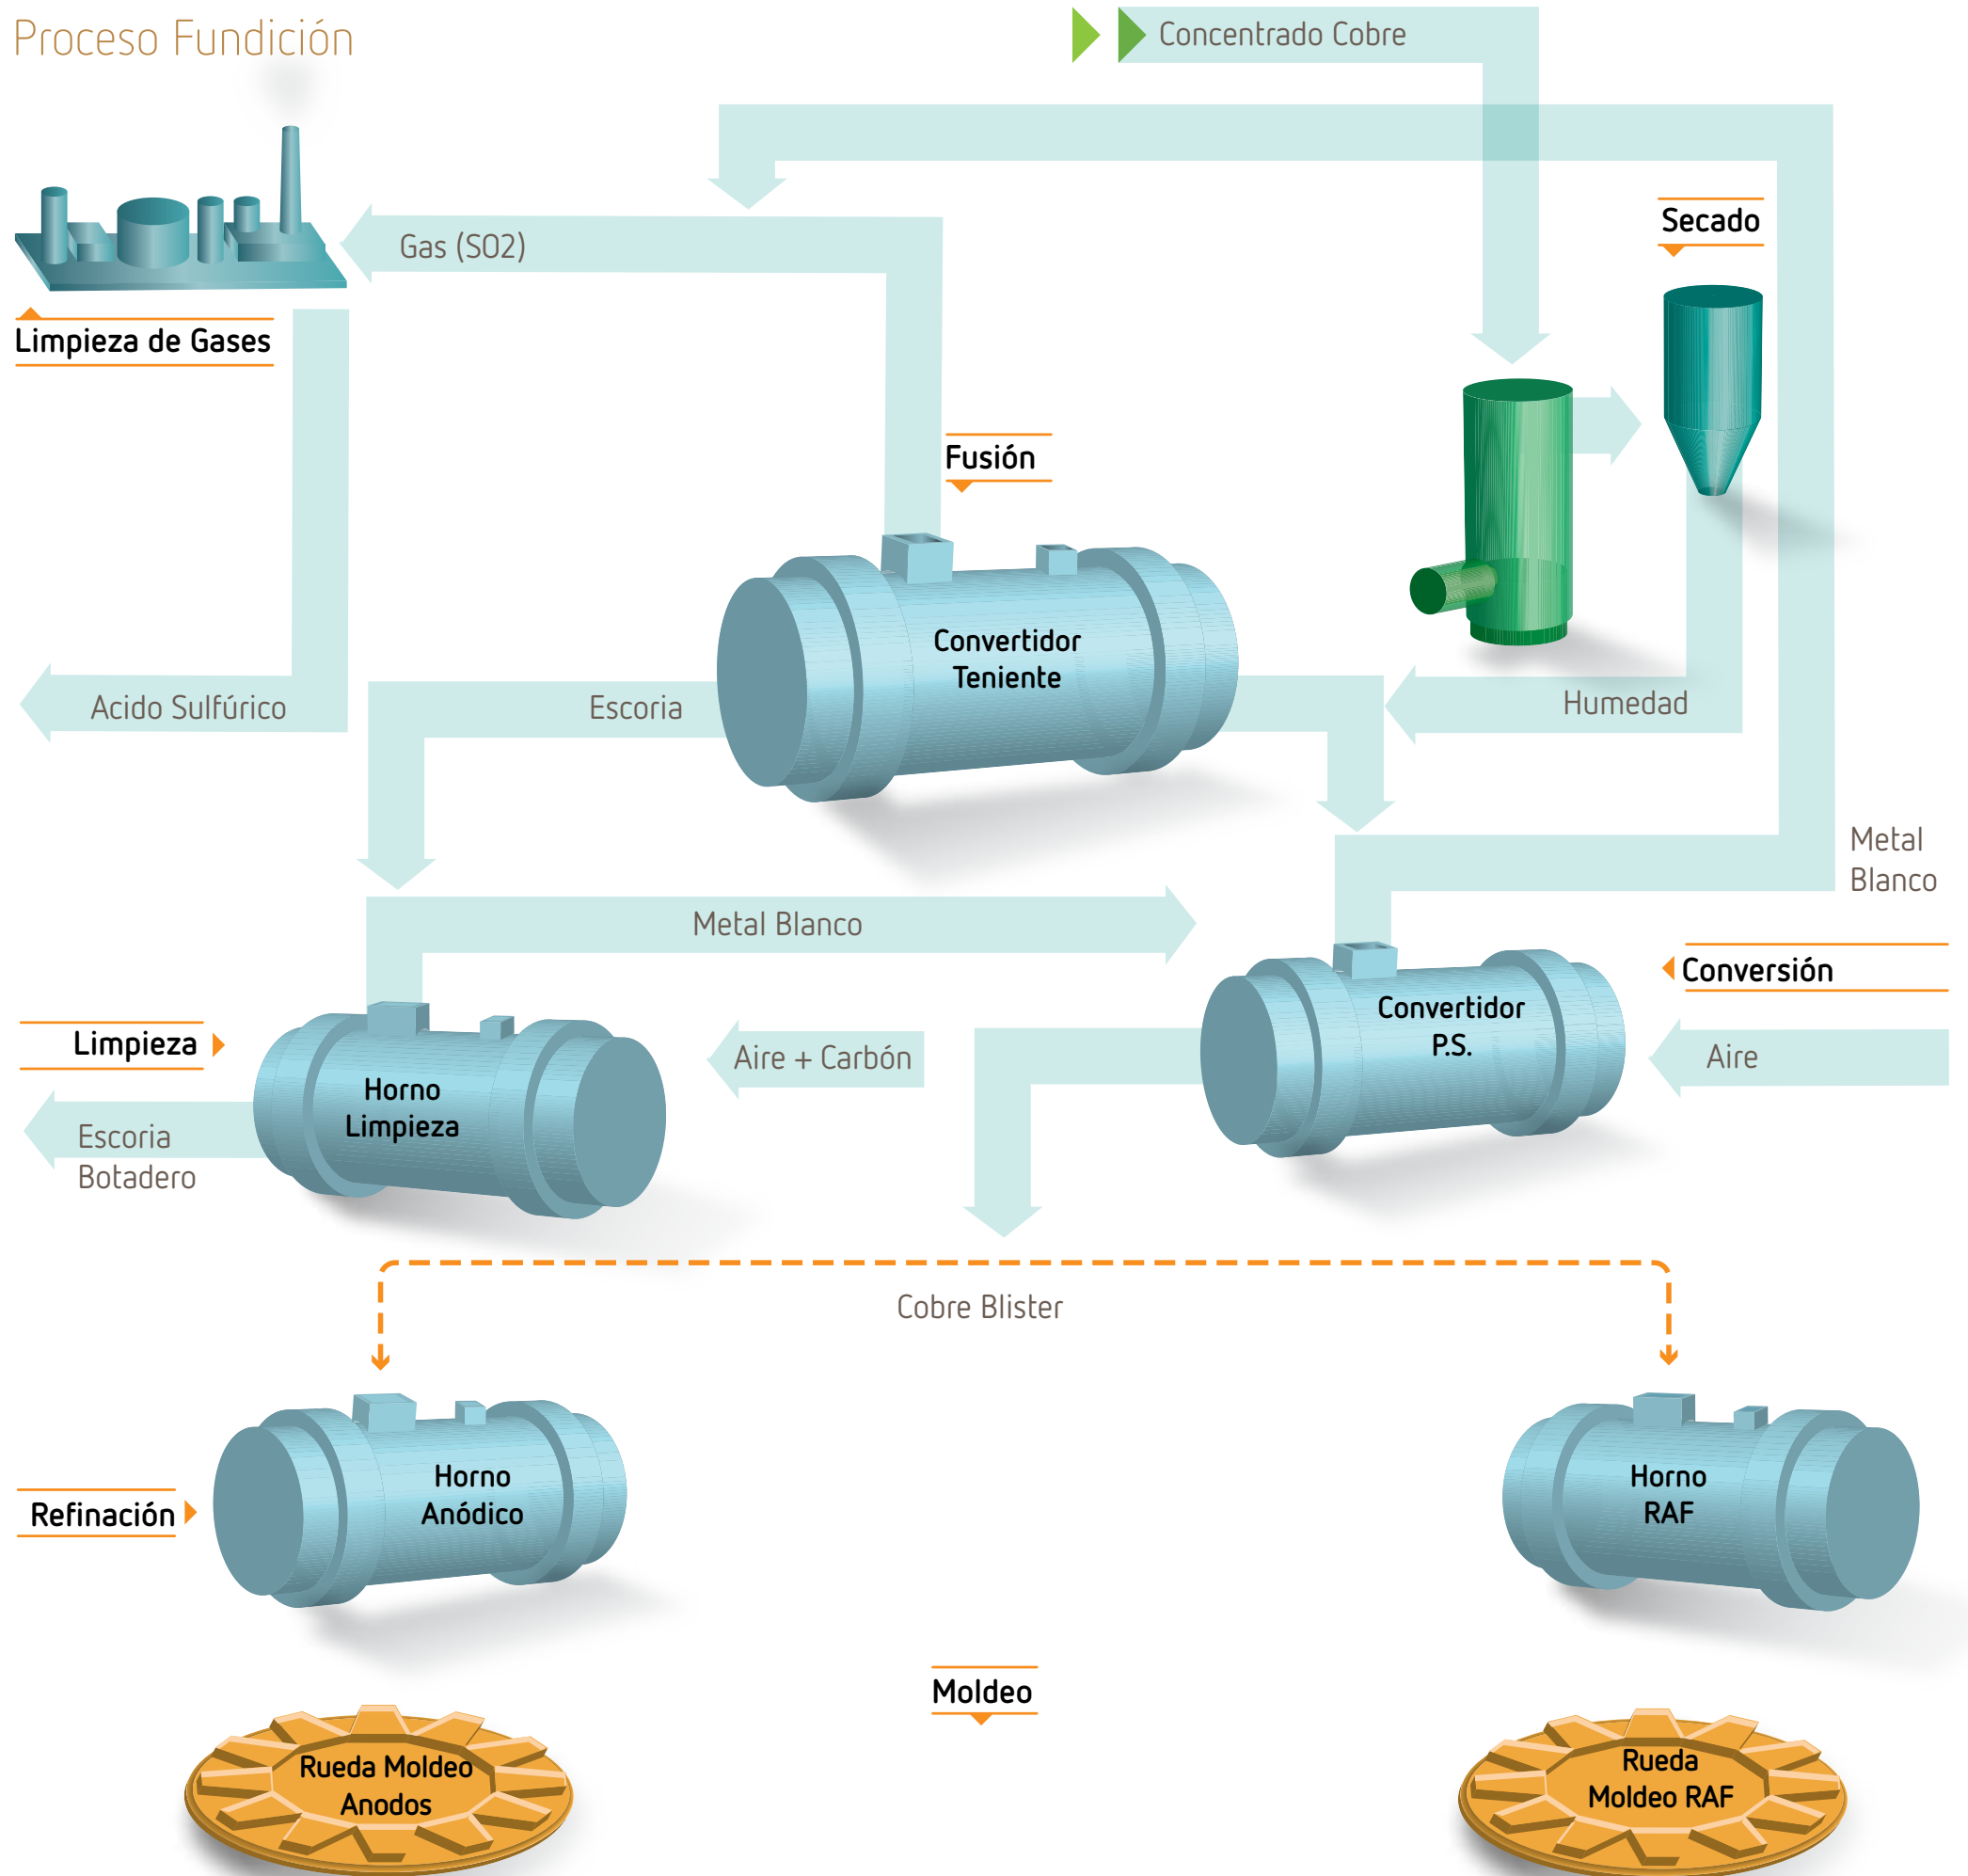 Proceso Fundición
Concentrado Cobre
Secado
Gas (SO2)
Limpieza de Gases
Fusión
Convertidor
Teniente
Acido Sulfúrico
Escoria
Humedad
Metal
Blanco
Metal Blanco
Conversión
Convertidor
P.S.
Limpieza
Aire + Carbón
Aire
Horno
Limpieza
Escoria
Botadero
Cobre Blister
Horno
Anódico
Horno
RAF
Refinación
Moldeo
Rueda Moldeo
Anodos
Rueda
Moldeo RAF